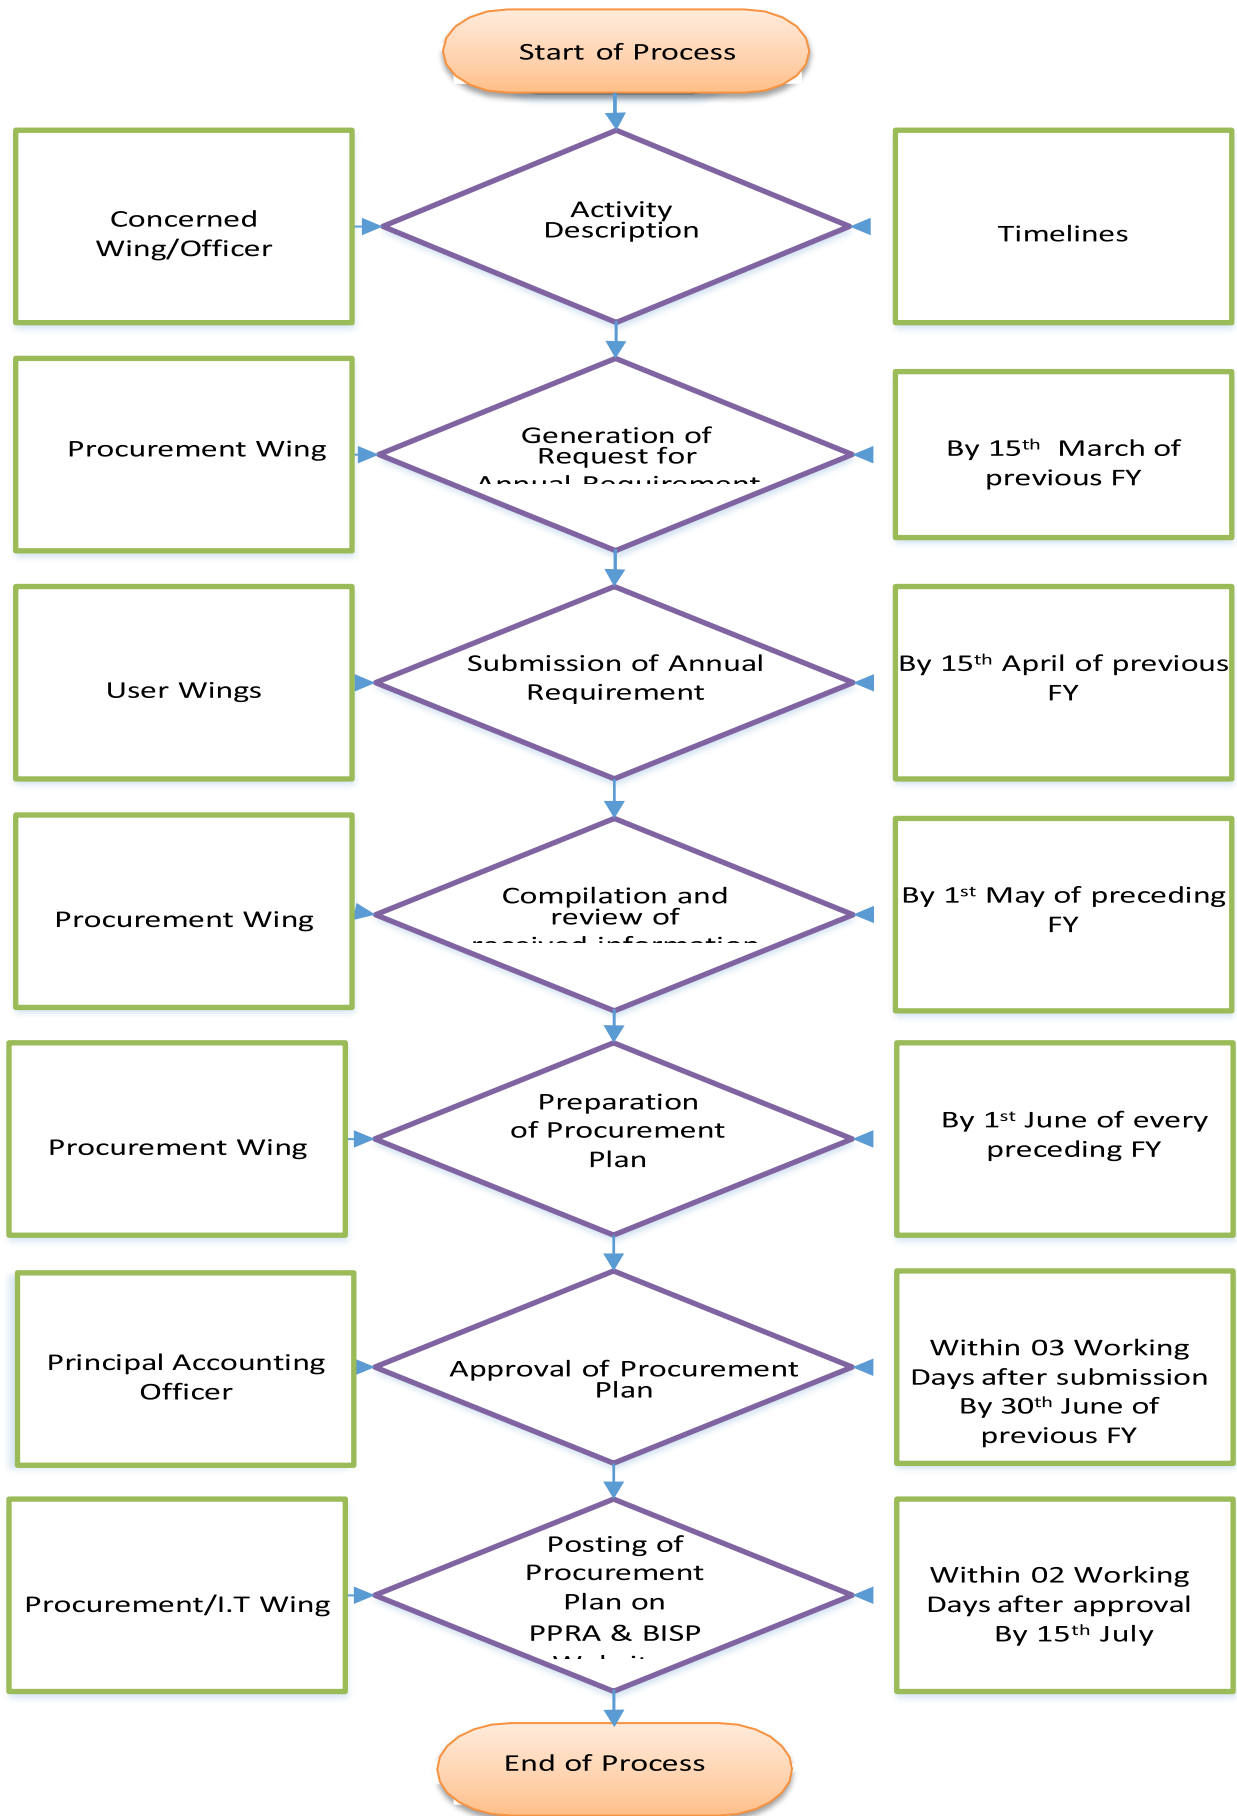 Start of Process
Concerned
Wing/Officer
Activity
Description
Timelines
Procurement Wing
Generation of
Request for
Annual Requirement
By 15th March of
previous FY
User Wings
Submission of Annual
Requirement
By 15th April of previous
FY
Procurement Wing
Compilation and
review of
received information
By 1st May of preceding
FY
Procurement Wing
Preparation
of Procurement
Plan
By 1st June of every
preceding FY
Principal Accounting
Officer
Approval of Procurement
Plan
Within 03 Working
Days after submission
By 30th June of
previous FY
Procurement/I.T Wing
Posting of
Procurement
Plan on
PPRA & BISP
Within 02 Working
Days after approval
By 15th July
End of Process